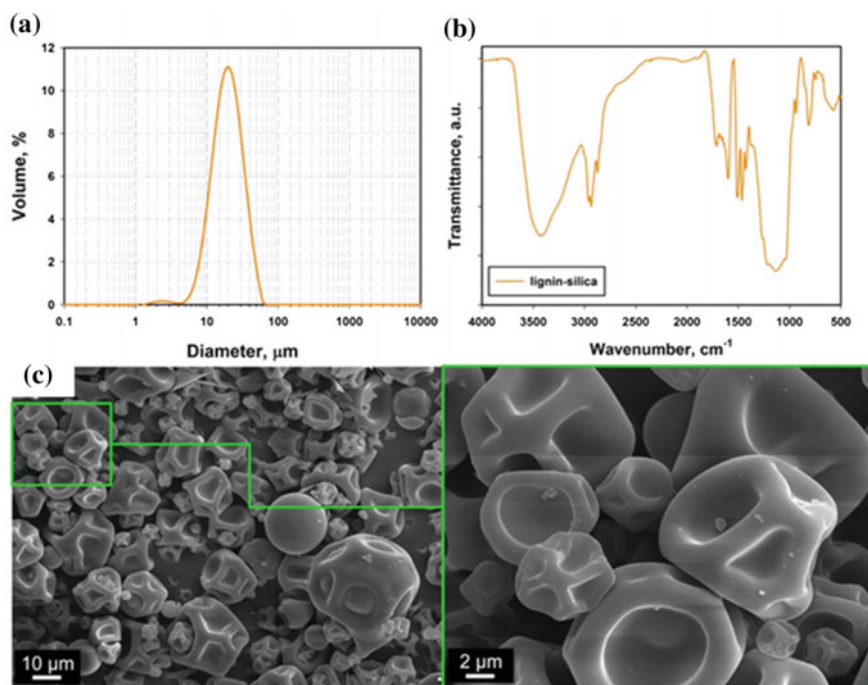 (a)
12
10
8
6
4
2
0
Volume, %
0.1 1 10 100 1000 10000
Diameter, μm
(b)
Transmittance, a.u.
lignin-silica
4000 3500 3000 2500 2000 1500 1000 500
Wavenumber, cm⁻¹
(c)
10 μm
2 μm